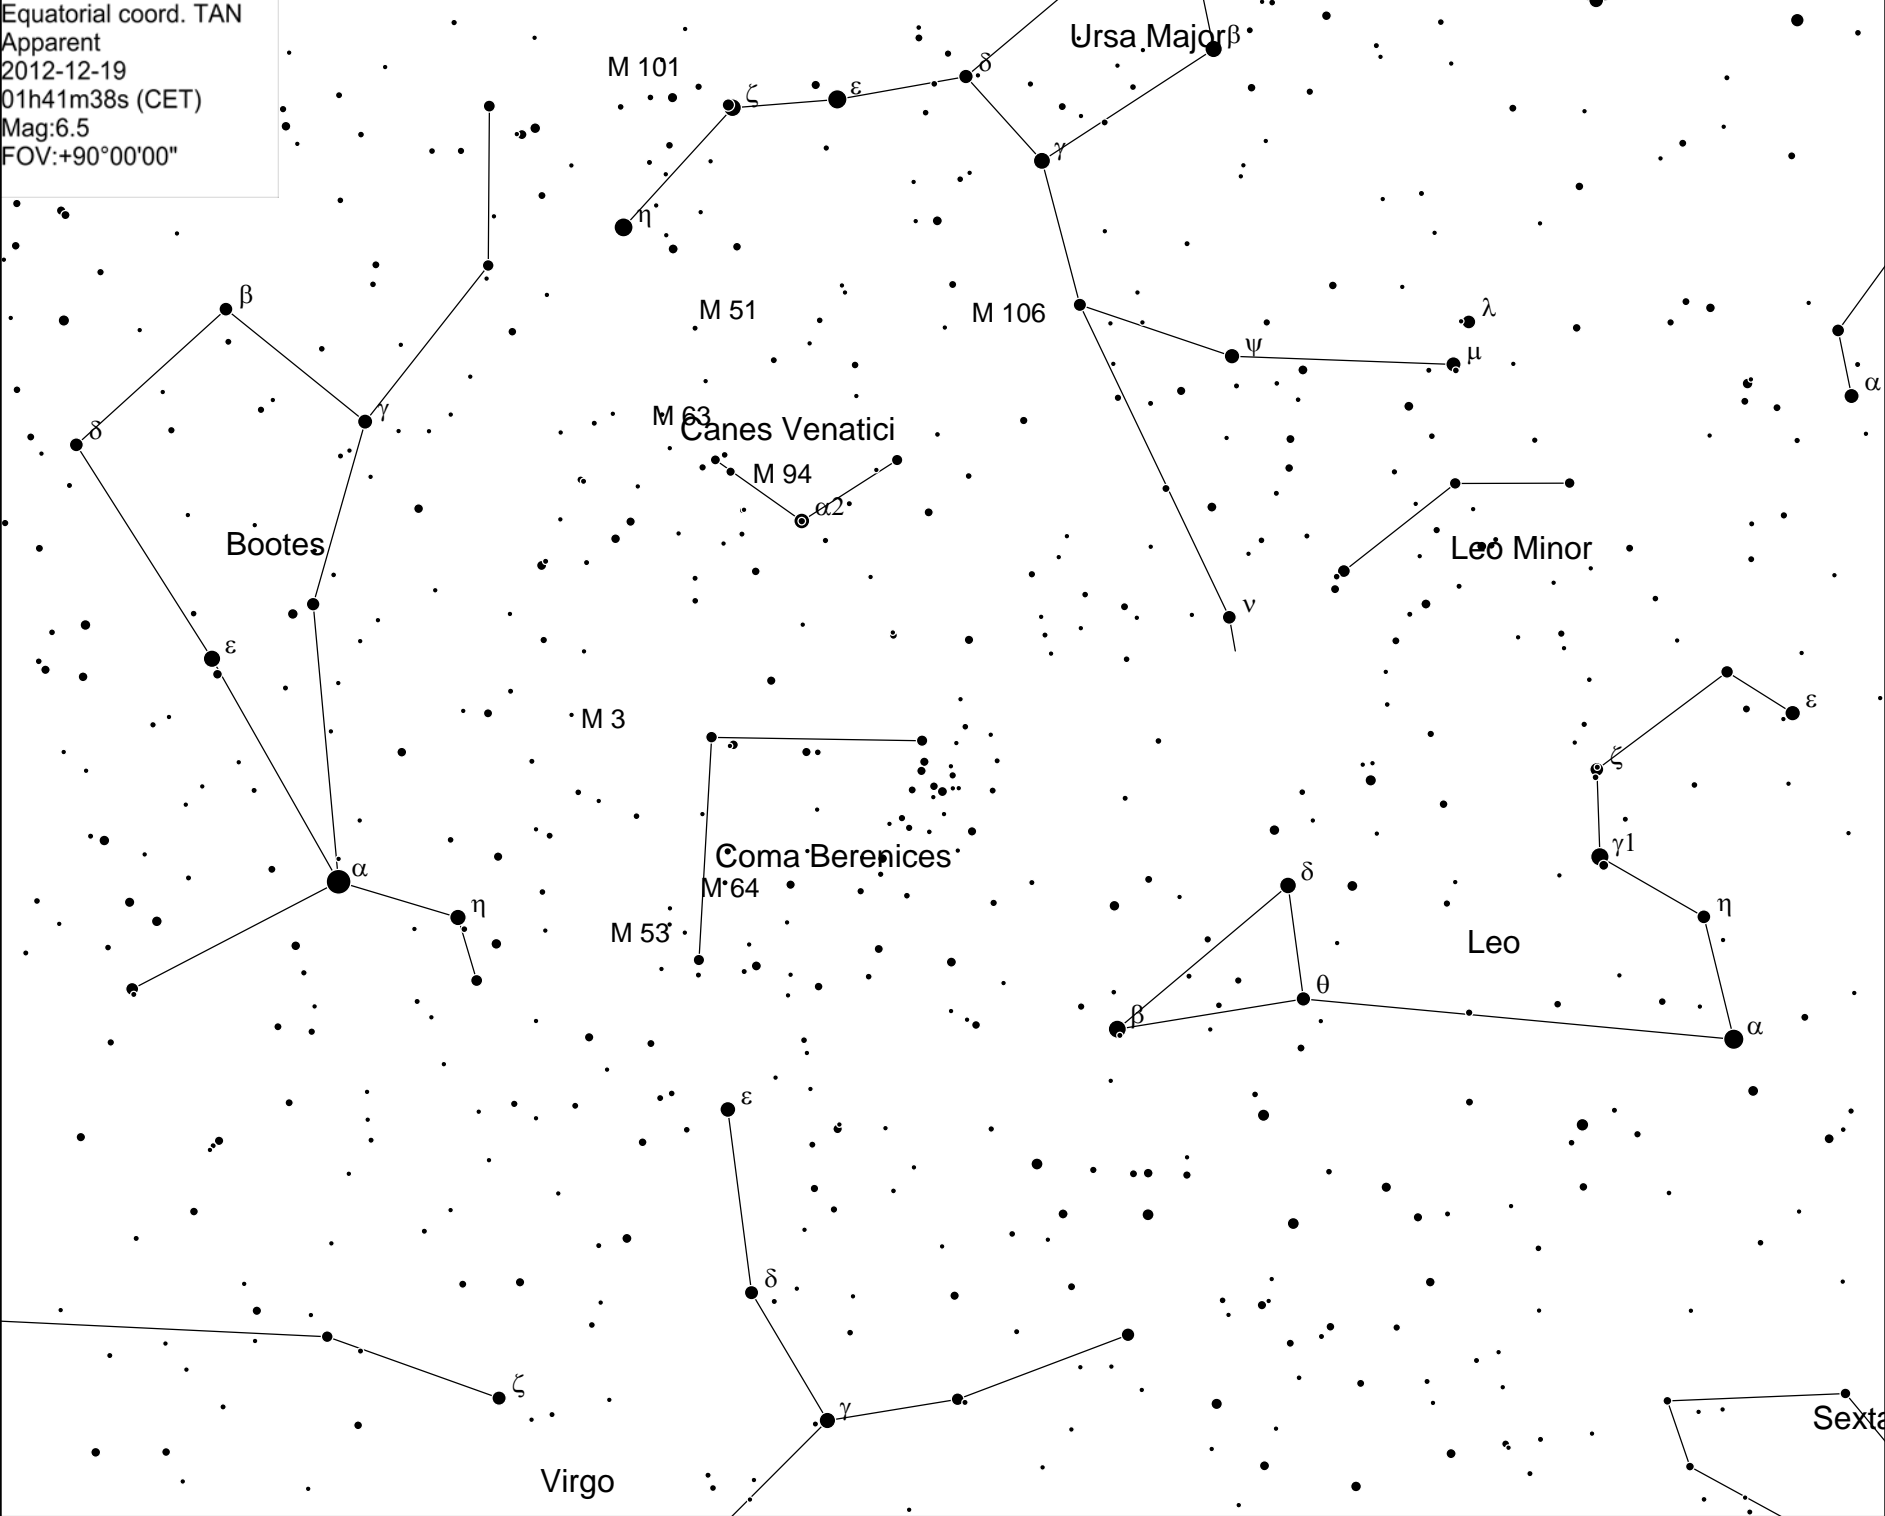 Equatorial coord. TAN
Apparent
2012-12-19
01h41m38s (CET)
Mag:6.5
FOV:+90°00'00"
Ursa Major β
δ
M 101
ζ
ε
γ
η
β
M 51
M 106
λ
ψ
μ
α
γ
M 63
Canes Venatici
δ
M 94
α2
Bootes
Leo Minor
ν
ε
ε
M 3
ζ
γ1
Coma Berenices
α
δ
M 64
η
η
M 53
Leo
θ
β
α
ε
δ
ζ
γ
Sexta
Virgo